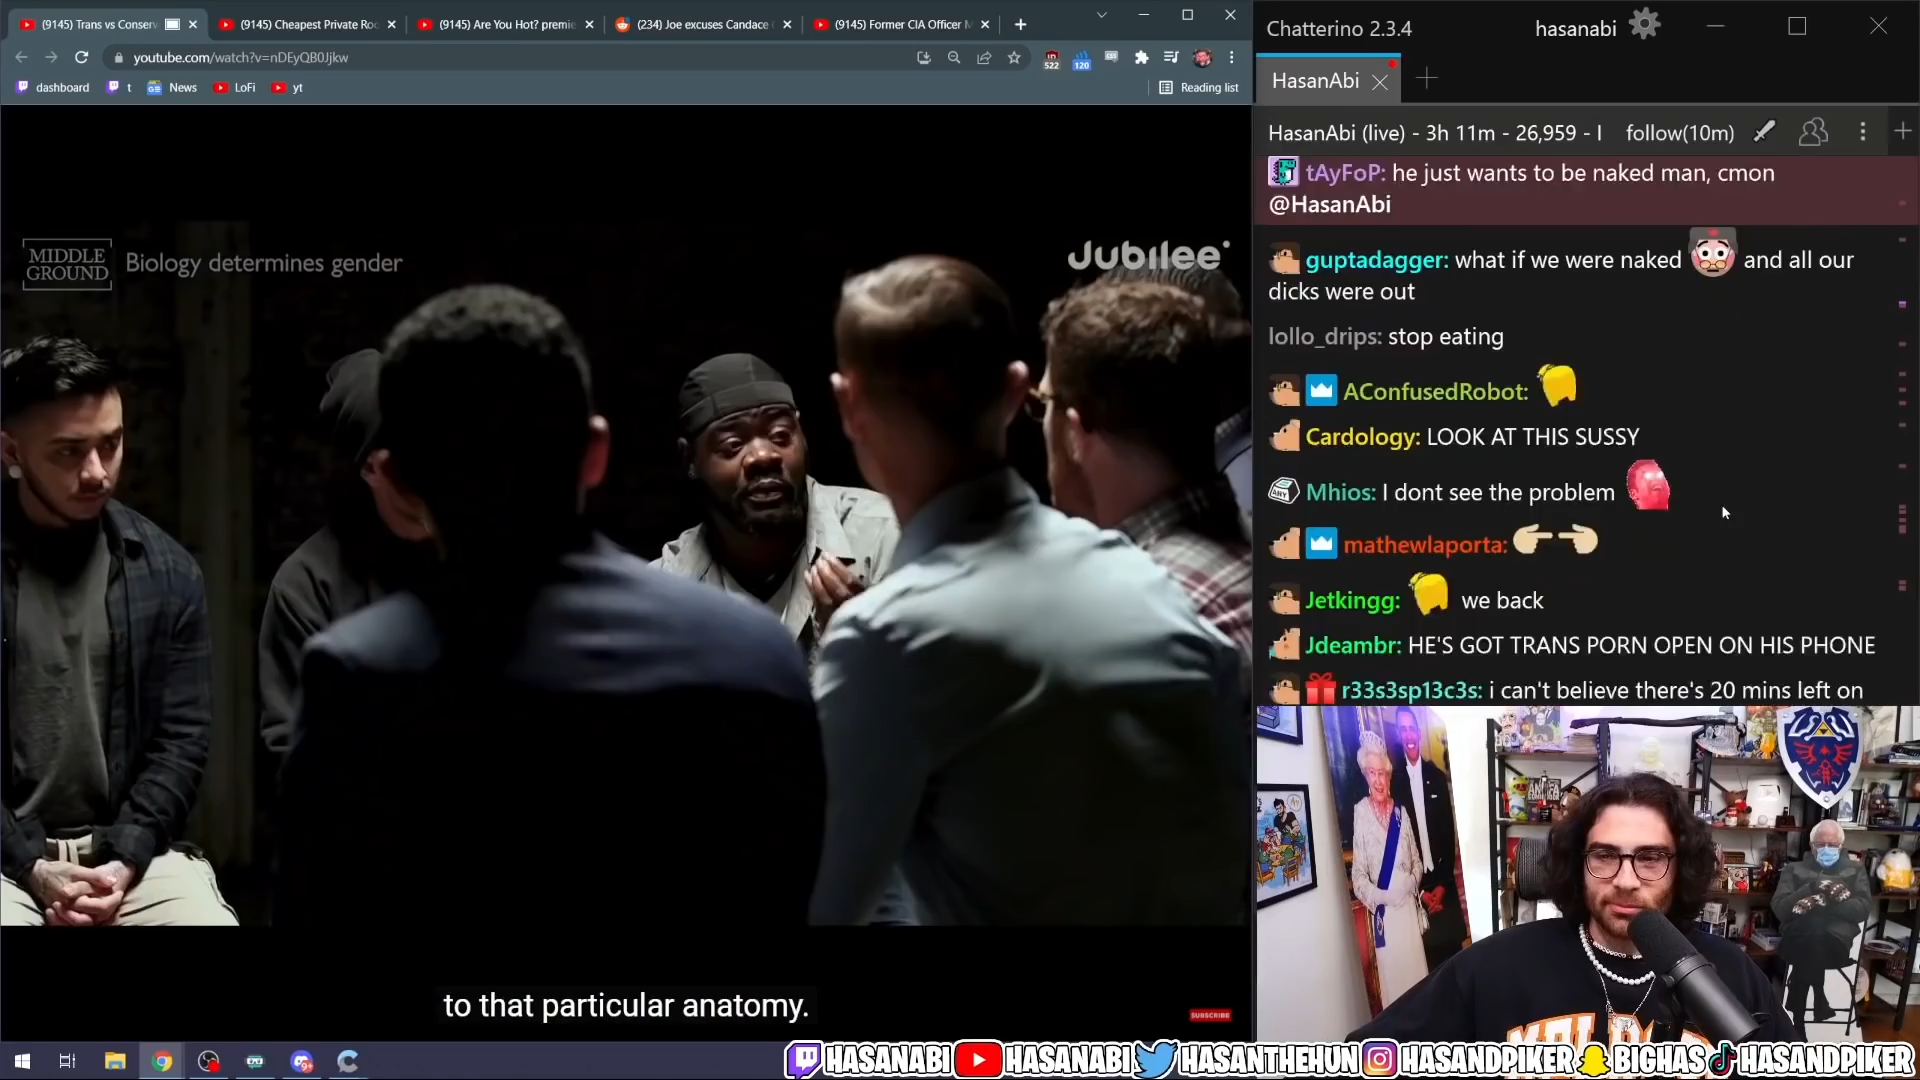 (9145) Trans vs Conserv
(9145) Cheapest Private Roo
(9145) Are You Hot? premie
(234) Joe excuses Candace
(9145) Former CIA Officer
youtube.com/watch?v=nDEyQB0Jjkw
522
120
dashboard
t
News
LoFi
yt
Reading list
MIDDLE
GROUND
Biology determines gender
Jubilee
to that particular anatomy.
SUBSCRIBE
Chatterino 2.3.4
hasanabi
HasanAbi
HasanAbi (live) - 3h 11m - 26,959 - I
follow(10m)
tAyFoP: he just wants to be naked man, cmon
@HasanAbi
guptadagger: what if we were naked and all our
dicks were out
lollo_drips: stop eating
AConfusedRobot:
Cardology: LOOK AT THIS SUSSY
ANY
Mhios: I dont see the problem
mathewlaporta:
Jetkingg: we back
Jdeambr: HE'S GOT TRANS PORN OPEN ON HIS PHONE
r33s3sp13c3s: i can't believe there's 20 mins left on
HASANABI
HASANABI
HASANTHEHUN
HASANDPIKER
BIGHAS
HASANDPIKER